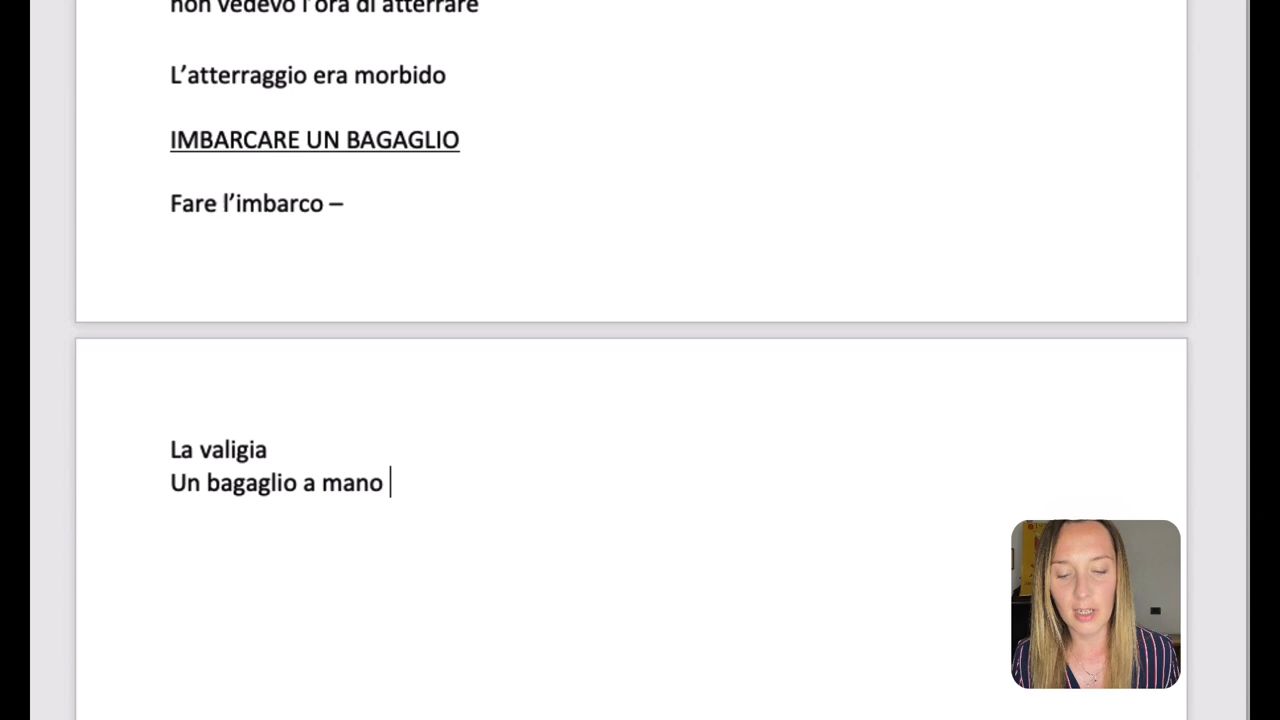 non vedevo l'ora di atterrare
L'atterraggio era morbido
IMBARCARE UN BAGAGLIO
Fare l'imbarco –
La valigia
Un bagaglio a mano